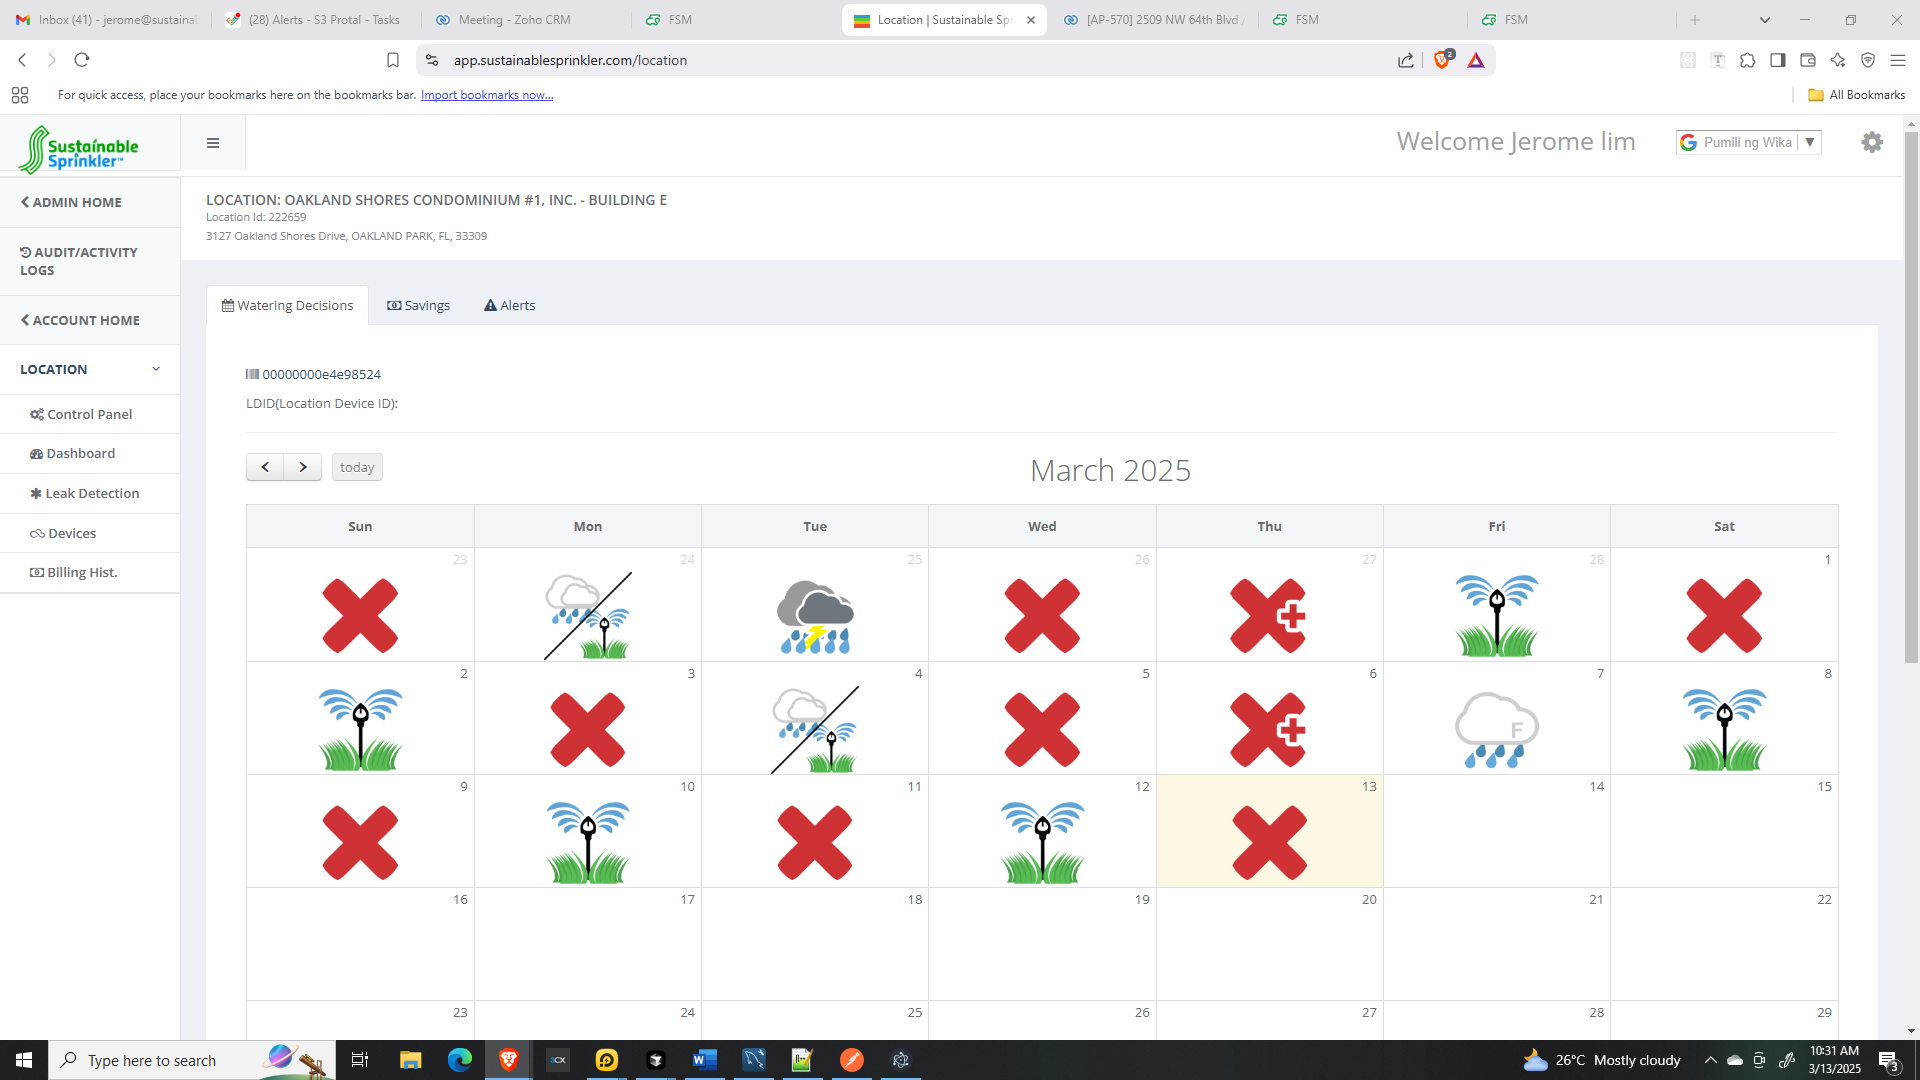 Inbox (41) - jerome@sustaina
(28) Alerts - S3 Protal - Tasks
Meeting - Zoho CRM
FSM
Location | Sustainable Sp
[AP-570] 2509 NW 64th Blvd
FSM
FSM
app.sustainablesprinkler.com/location
2
For quick access, place your bookmarks here on the bookmarks bar. Import bookmarks now...
All Bookmarks
Sustainable
Sprinkler™
Welcome Jerome lim
Pumili ng Wika
ADMIN HOME
AUDIT/ACTIVITY
LOGS
ACCOUNT HOME
LOCATION
Control Panel
Dashboard
Leak Detection
Devices
Billing Hist.
LOCATION: OAKLAND SHORES CONDOMINIUM #1, INC. - BUILDING E
Location Id: 222659
3127 Oakland Shores Drive, OAKLAND PARK, FL, 33309
Watering Decisions
Savings
Alerts
00000000e4e98524
LDID(Location Device ID):
today
March 2025
Sun Mon Tue Wed Thu Fri Sat
23 24 25 26 27 28 1
2 3 4 5 6 7 8
F
9 10 11 12 13 14 15
16 17 18 19 20 21 22
23 24 25 26 27 28 29
Type here to search
3CX
26°C Mostly cloudy
10:31 AM
3/13/2025
3